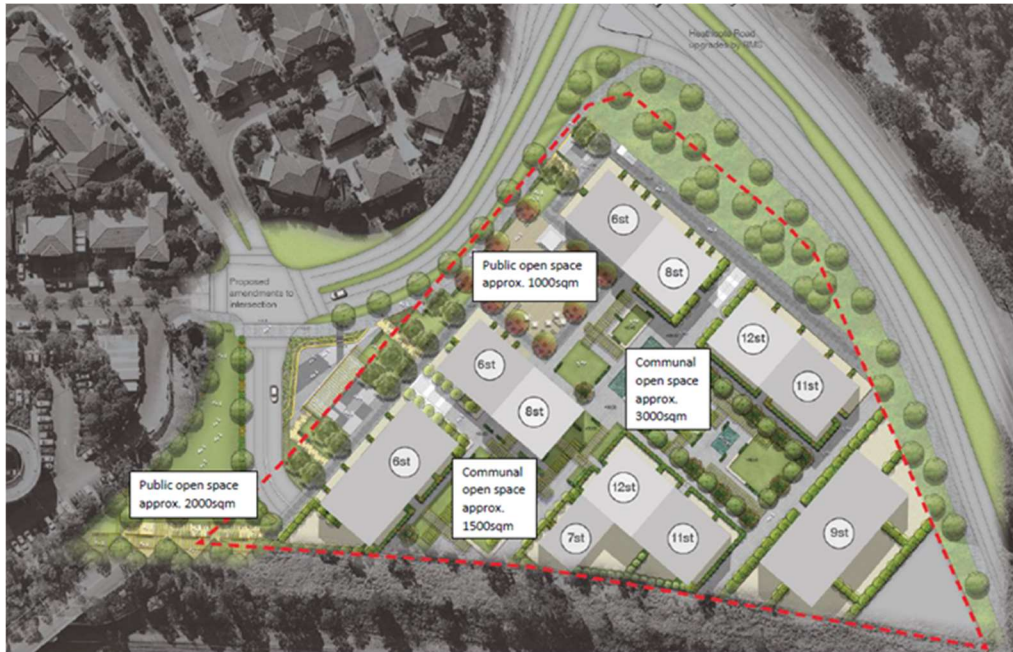 Heathcote Road
upgrades by RMS
6st
8st
Public open space
approx. 1000sqm
Proposed
amendments to
intersection
12st
11st
Communal
open space
approx.
3000sqm
6st
8st
6st
Public open space
approx. 2000sqm
Communal
open space
approx.
1500sqm
12st
7st
11st
9st